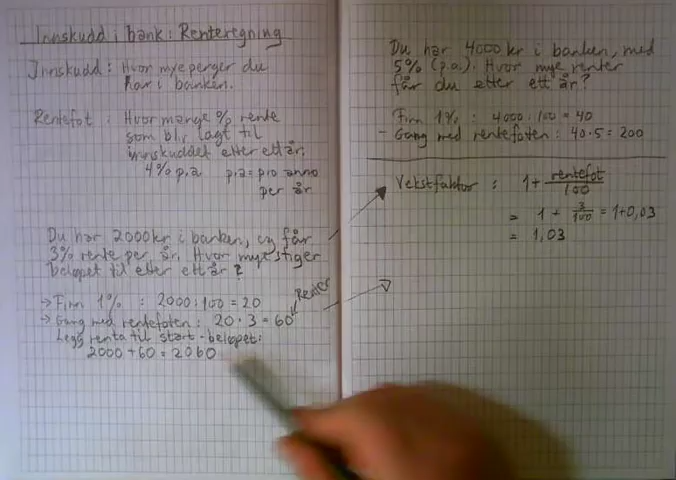 Innskudd i bank: Renteregning
Innskudd: Hvor mye penger du
har i banken.
Rentefot: Hvor mange % rente
som blir lagt til
innskuddet etter ett år.
4% p.a p.a = pro anno
per år
Du har 2000 kr i banken, og får
3% rente per år. Hvor mye stiger
beløpet til etter ett år?
→ Finn 1% : 2000:100 = 20
→ Gang med rentefoten: 20 · 3 = 60
Renter
Legg renta til start-beløpet:
2000 + 60 = 2060
Du har 4000 kr i banken, med
5% (p.a.). Hvor mye renter
får du etter ett år?
Finn 1% : 4000:100 = 40
- Gang med rentefoten: 40 · 5 = 200
Vekstfaktor : 1 + rentefot/100
= 1 + 3/100 = 1+0,03
= 1,03